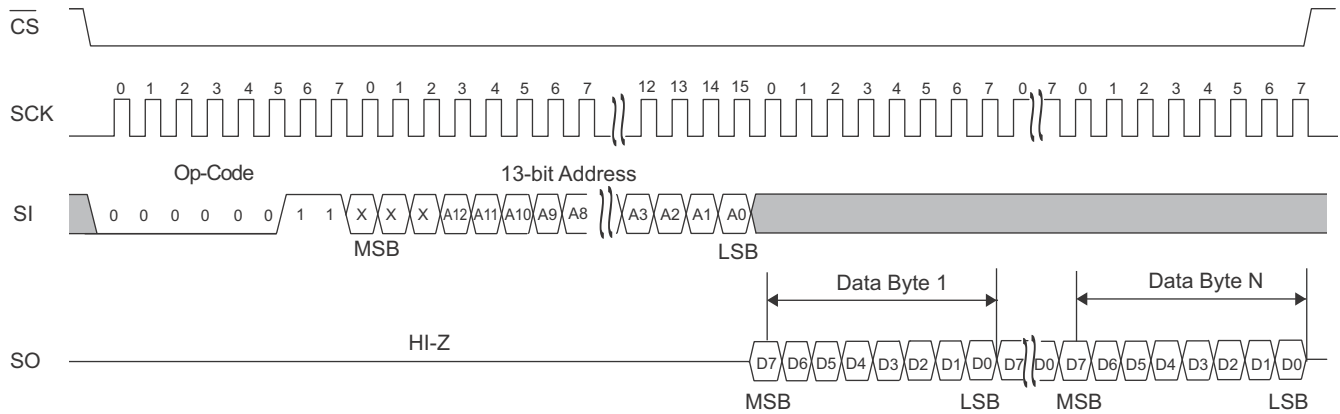 CS
0 1 2 3 4 5 6 7 0 1 2 3 4 5 6 7 12 13 14 15 0 1 2 3 4 5 6 7 0 7 0 1 2 3 4 5 6 7
SCK
Op-Code 13-bit Address
SI 0 0 0 0 0 0 1 1 X X X A12 A11 A10 A9 A8 A3 A2 A1 A0
MSB LSB
Data Byte 1 Data Byte N
HI-Z
SO D7 D6 D5 D4 D3 D2 D1 D0 D7 D0 D7 D6 D5 D4 D3 D2 D1 D0
MSB LSB MSB LSB